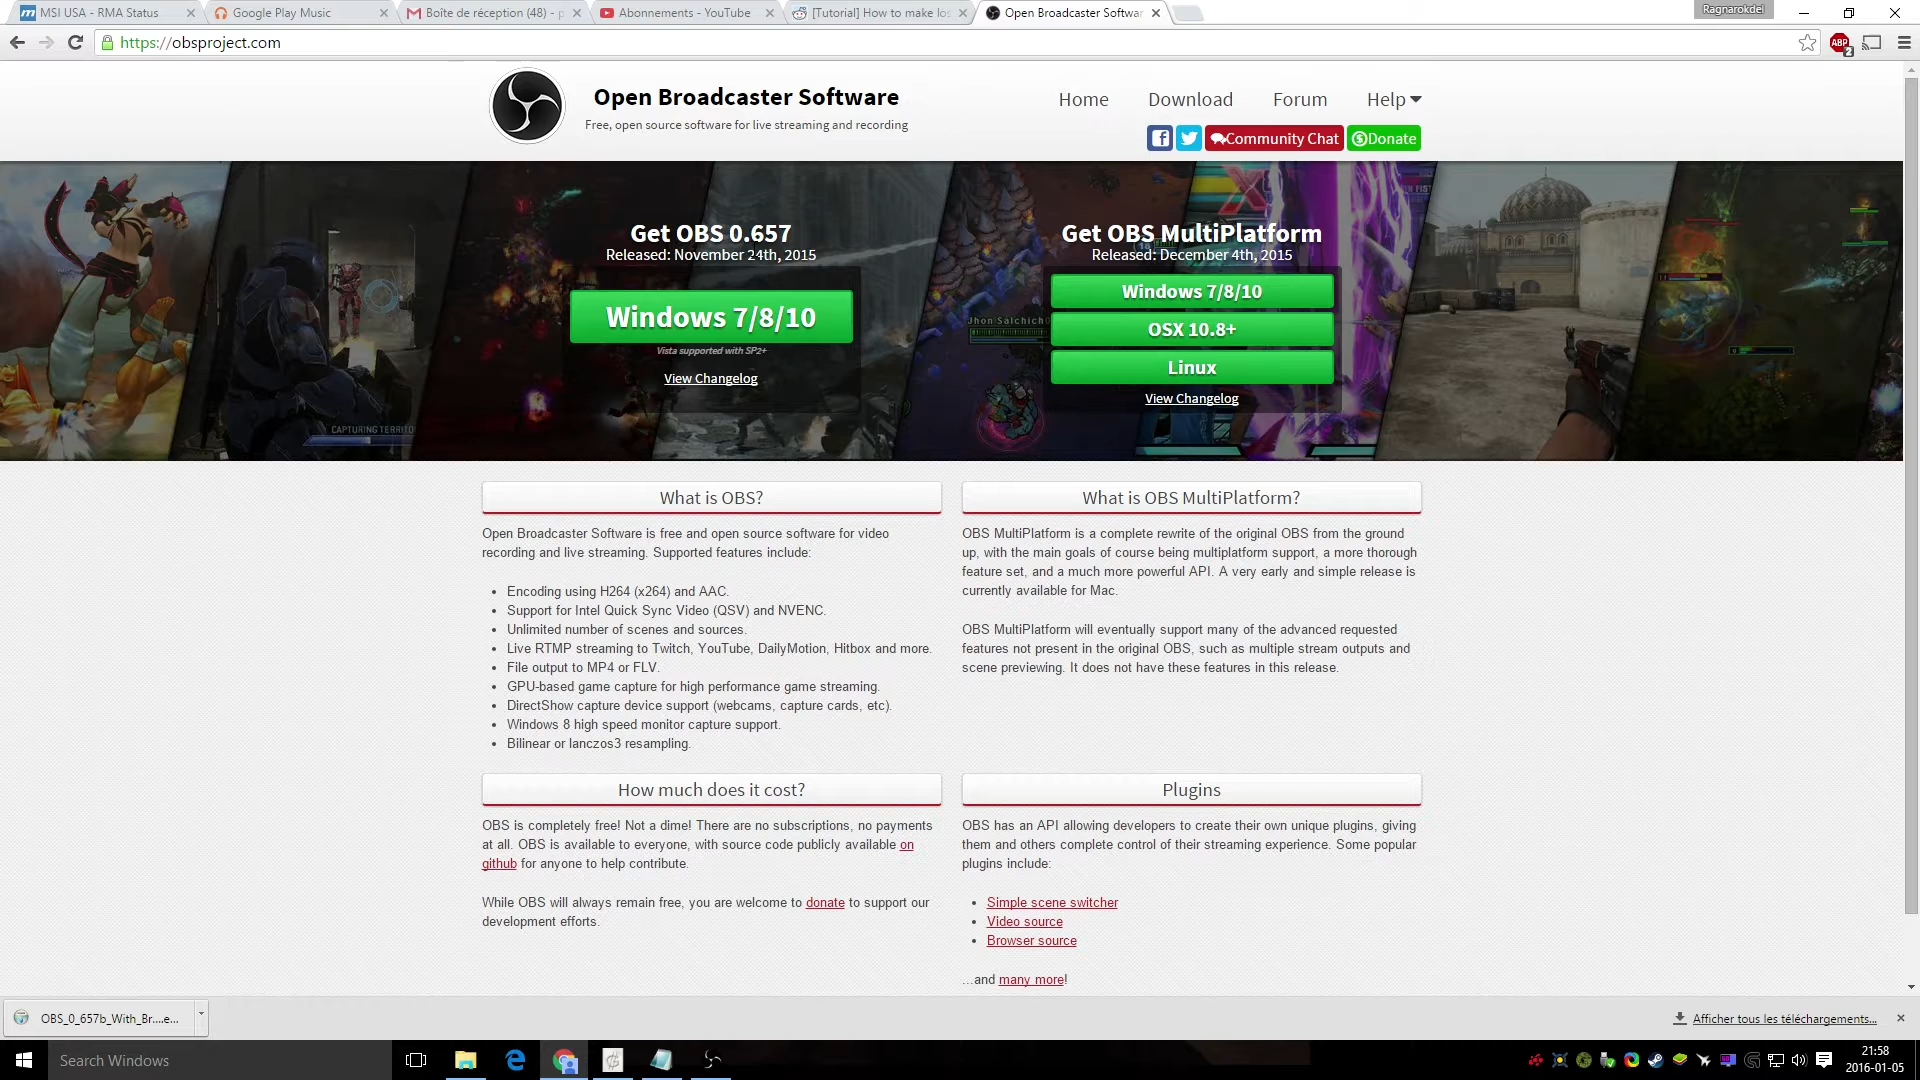 MSI USA - RMA Status
Google Play Music
Boîte de réception (48) - p
Abonnements - YouTube
[Tutorial] How to make los
Open Broadcaster Softwar
Ragnarokdel
https://obsproject.com
ABP
2
Open Broadcaster Software
Free, open source software for live streaming and recording
Home
Download
Forum
Help
Community Chat
Donate
Get OBS 0.657
Released: November 24th, 2015
Windows 7/8/10
Vista supported with SP2+
View Changelog
Get OBS MultiPlatform
Released: December 4th, 2015
Windows 7/8/10
OSX 10.8+
Linux
View Changelog
Jhon Salchich
CAPTURING TERRITO
What is OBS?
Open Broadcaster Software is free and open source software for video
recording and live streaming. Supported features include:
• Encoding using H264 (x264) and AAC.
• Support for Intel Quick Sync Video (QSV) and NVENC.
• Unlimited number of scenes and sources.
• Live RTMP streaming to Twitch, YouTube, DailyMotion, Hitbox and more.
• File output to MP4 or FLV.
• GPU-based game capture for high performance game streaming.
• DirectShow capture device support (webcams, capture cards, etc).
• Windows 8 high speed monitor capture support.
• Bilinear or lanczos3 resampling.
What is OBS MultiPlatform?
OBS MultiPlatform is a complete rewrite of the original OBS from the ground
up, with the main goals of course being multiplatform support, a more thorough
feature set, and a much more powerful API. A very early and simple release is
currently available for Mac.
OBS MultiPlatform will eventually support many of the advanced requested
features not present in the original OBS, such as multiple stream outputs and
scene previewing. It does not have these features in this release.
How much does it cost?
OBS is completely free! Not a dime! There are no subscriptions, no payments
at all. OBS is available to everyone, with source code publicly available on
github for anyone to help contribute.
While OBS will always remain free, you are welcome to donate to support our
development efforts.
Plugins
OBS has an API allowing developers to create their own unique plugins, giving
them and others complete control of their streaming experience. Some popular
plugins include:
• Simple scene switcher
• Video source
• Browser source
...and many more!
OBS_0_657b_With_Br....e...
Afficher tous les téléchargements...
Search Windows
21:58
2016-01-05